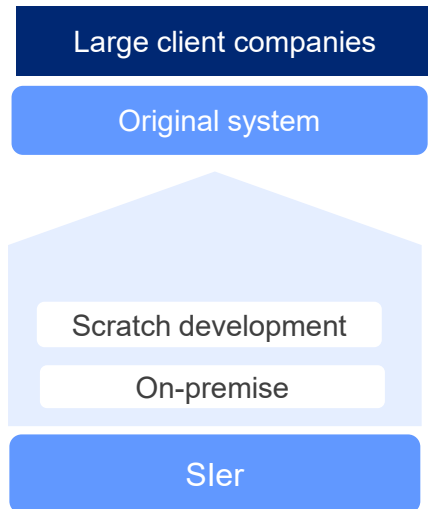 Large client companies
Original system
Scratch development
On-premise
SIer